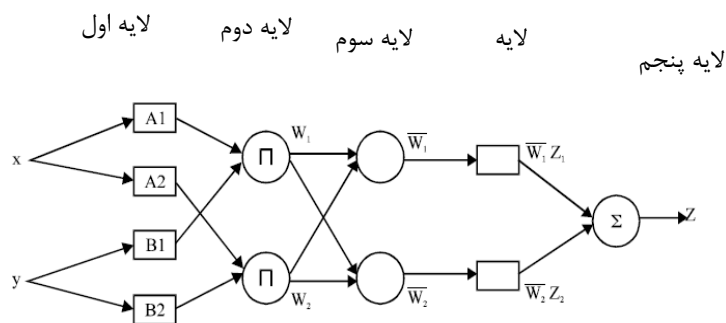 لایه اول
لایه دوم
لایه سوم
لایه
لایه پنجم
x
y
A1
A2
B1
B2
Π
Π
W₁
W₂
W̅₁
W̅₂
W̅₁ Z₁
W̅₂ Z₂
Σ
Z